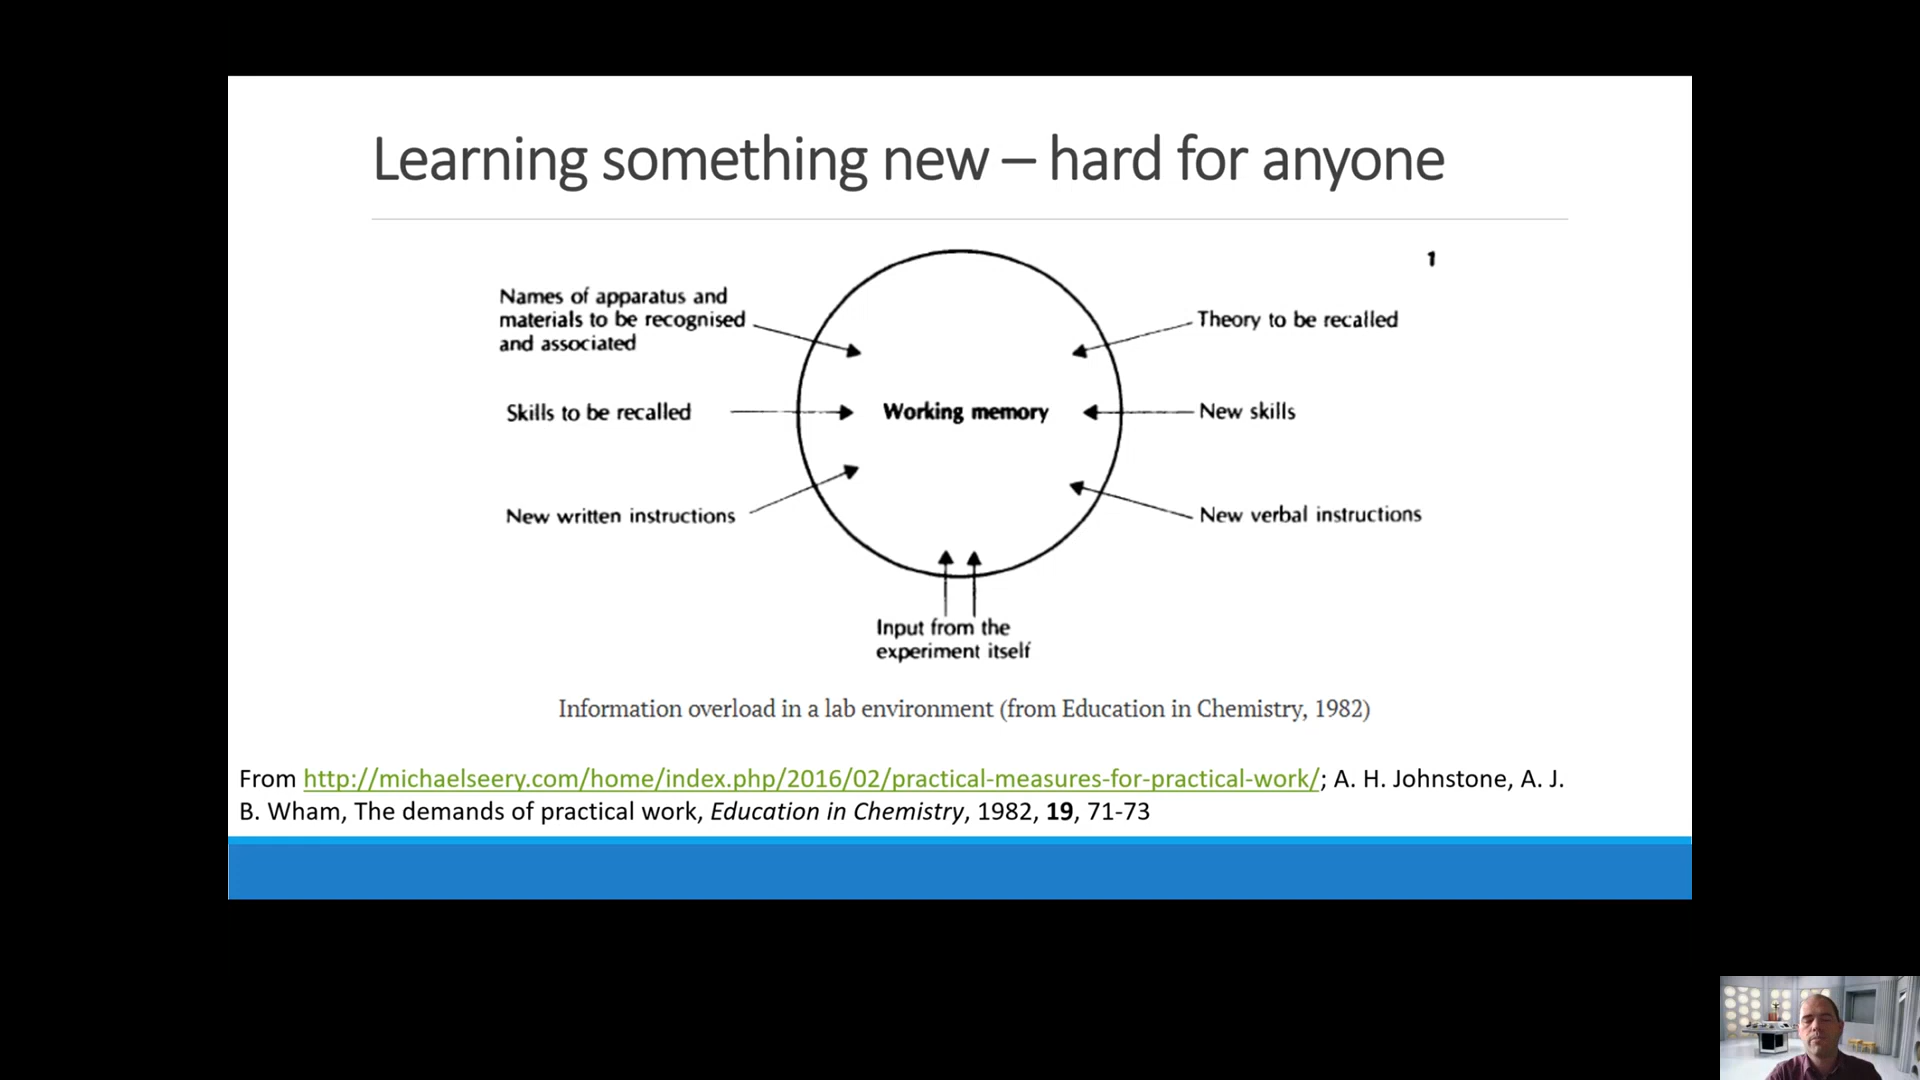 Learning something new – hard for anyone
1
Names of apparatus and
materials to be recognised
and associated
Theory to be recalled
Skills to be recalled
Working memory
New skills
New written instructions
New verbal instructions
Input from the
experiment itself
Information overload in a lab environment (from Education in Chemistry, 1982)
From http://michaelseery.com/home/index.php/2016/02/practical-measures-for-practical-work/; A. H. Johnstone, A. J.
B. Wham, The demands of practical work, Education in Chemistry, 1982, 19, 71-73